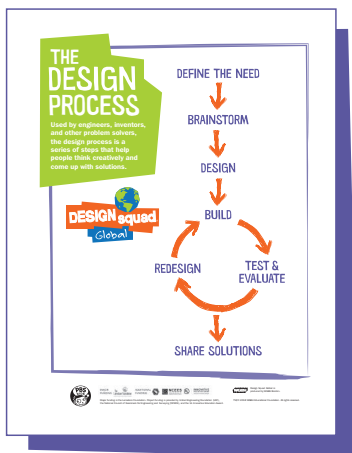 THE
DESIGN
PROCESS
Used by engineers, inventors,
and other problem solvers,
the design process is a
series of steps that help
people think creatively and
come up with solutions.
DESIGN squad
Global
DEFINE THE NEED
BRAINSTORM
DESIGN
BUILD
TEST &
EVALUATE
REDESIGN
SHARE SOLUTIONS
PBS
KIDS